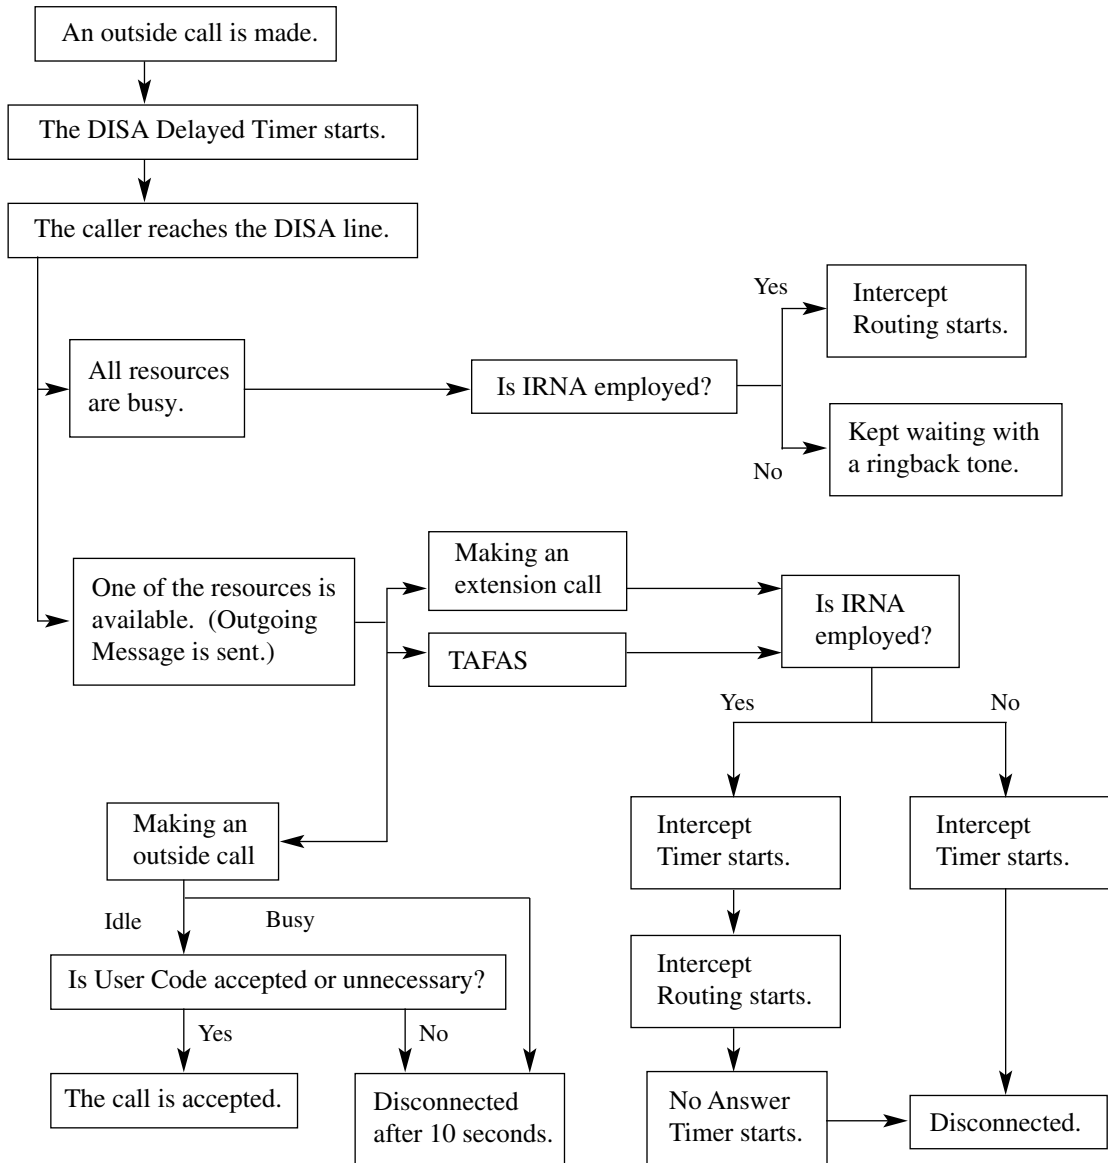 An outside call is made.
The DISA Delayed Timer starts.
The caller reaches the DISA line.
All resources
are busy.
Is IRNA employed?
Yes
Intercept
Routing starts.
No
Kept waiting with
a ringback tone.
One of the resources is
available. (Outgoing
Message is sent.)
Making an
extension call
TAFAS
Is IRNA
employed?
Yes
No
Making an
outside call
Intercept
Timer starts.
Intercept
Timer starts.
Idle
Busy
Is User Code accepted or unnecessary?
Intercept
Routing starts.
Yes
No
The call is accepted.
Disconnected
after 10 seconds.
No Answer
Timer starts.
Disconnected.